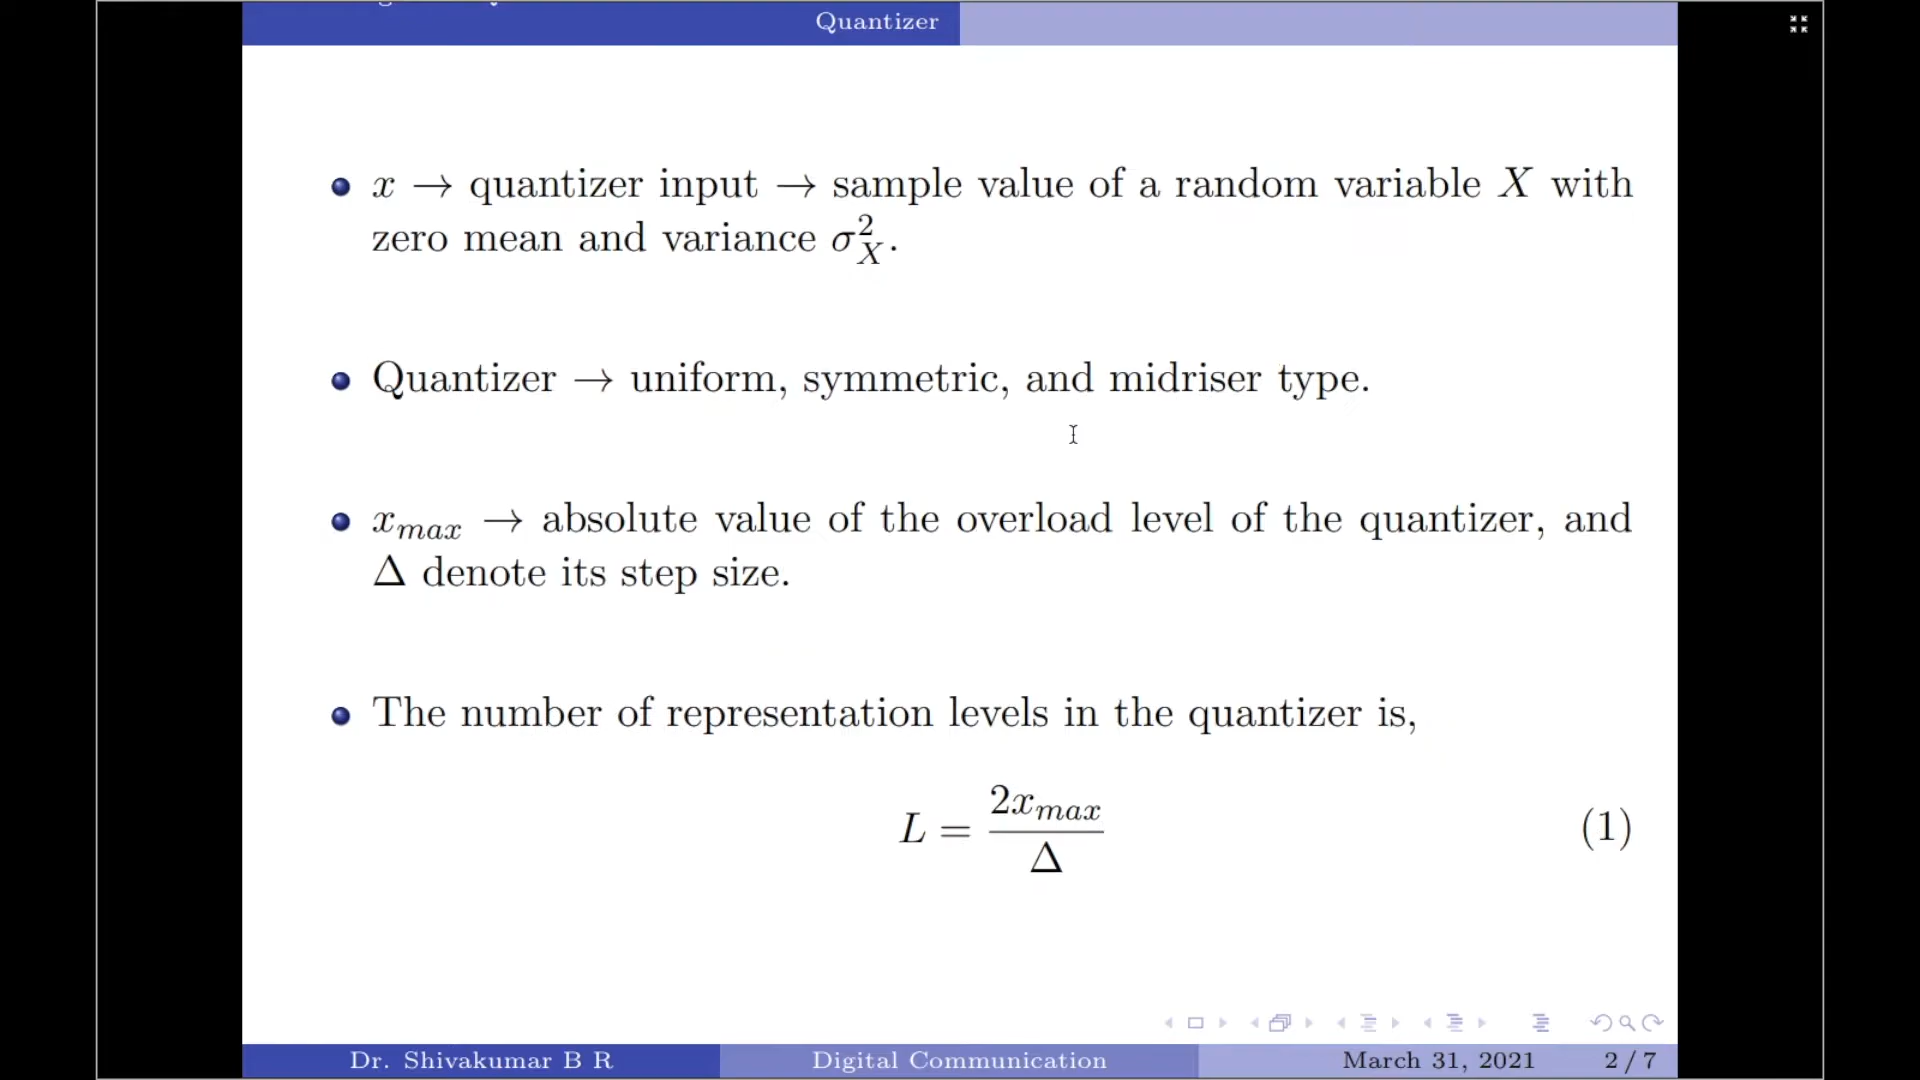 Quantizer
x → quantizer input → sample value of a random variable X with
zero mean and variance σ²_X.
Quantizer → uniform, symmetric, and midriser type.
x_max → absolute value of the overload level of the quantizer, and
Δ denote its step size.
The number of representation levels in the quantizer is,
L = 2x_max / Δ (1)
Dr. Shivakumar B R Digital Communication March 31, 2021 2 / 7